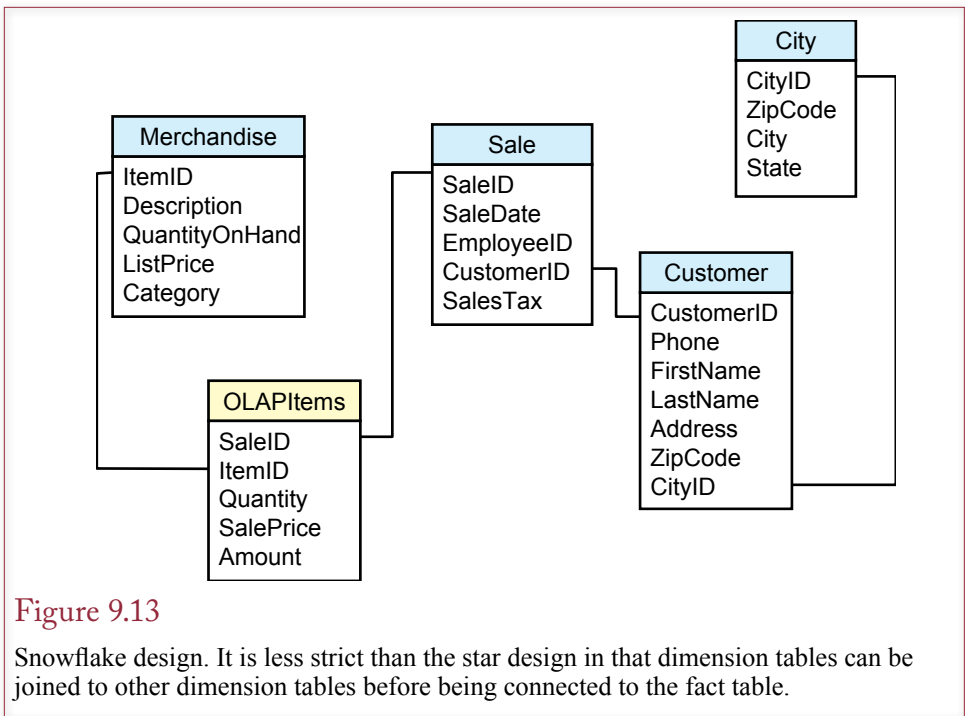 City
CityID
ZipCode
City
State
Merchandise
ItemID
Description
QuantityOnHand
ListPrice
Category
Sale
SaleID
SaleDate
EmployeeID
CustomerID
SalesTax
Customer
CustomerID
Phone
FirstName
LastName
Address
ZipCode
CityID
OLAPItems
SaleID
ItemID
Quantity
SalePrice
Amount
Figure 9.13
Snowflake design. It is less strict than the star design in that dimension tables can be
joined to other dimension tables before being connected to the fact table.